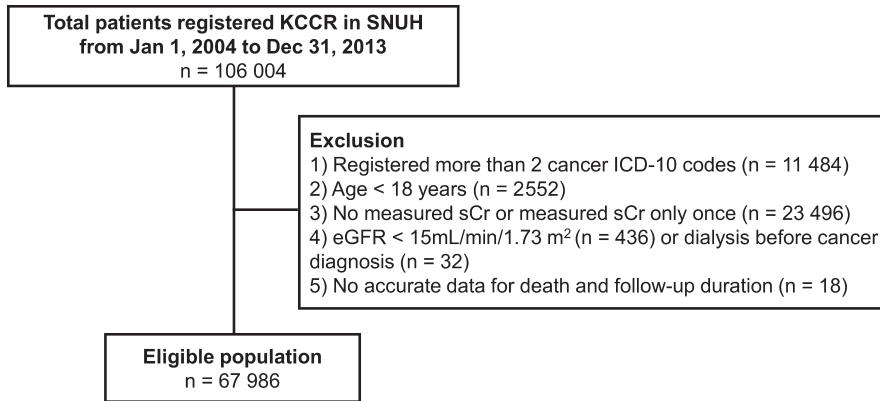 Total patients registered KCCR in SNUH
from Jan 1, 2004 to Dec 31, 2013
n = 106 004
Exclusion
1) Registered more than 2 cancer ICD-10 codes (n = 11 484)
2) Age < 18 years (n = 2552)
3) No measured sCr or measured sCr only once (n = 23 496)
4) eGFR < 15mL/min/1.73 m² (n = 436) or dialysis before cancer
diagnosis (n = 32)
5) No accurate data for death and follow-up duration (n = 18)
Eligible population
n = 67 986